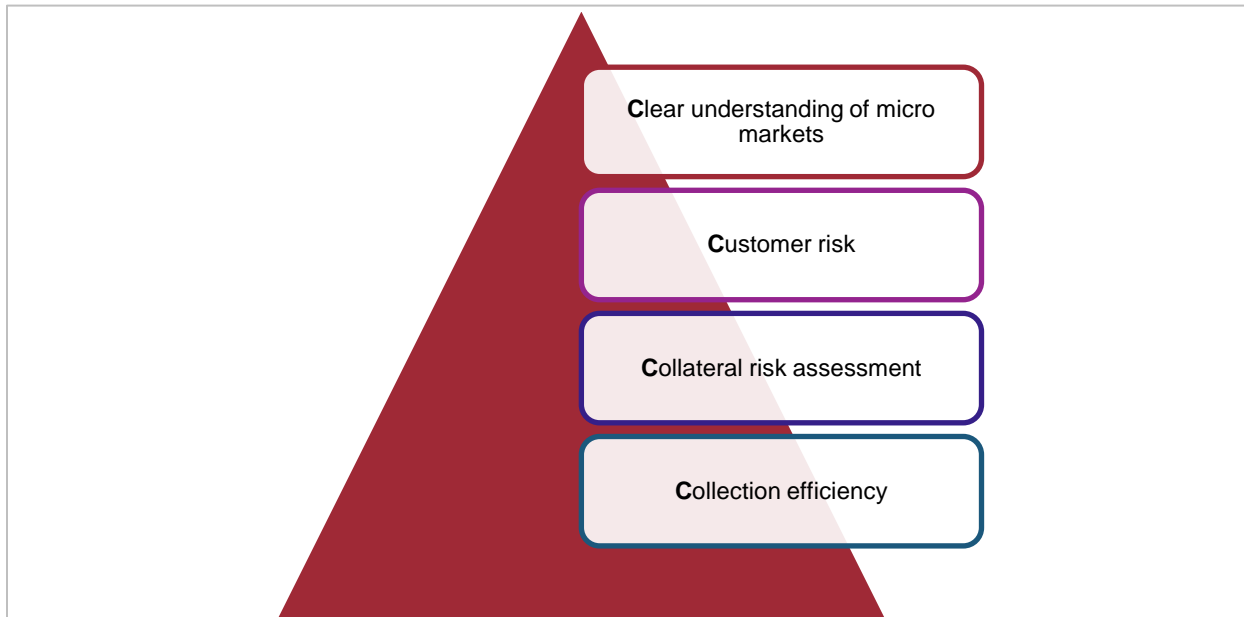 Clear understanding of micro
markets
Customer risk
Collateral risk assessment
Collection efficiency